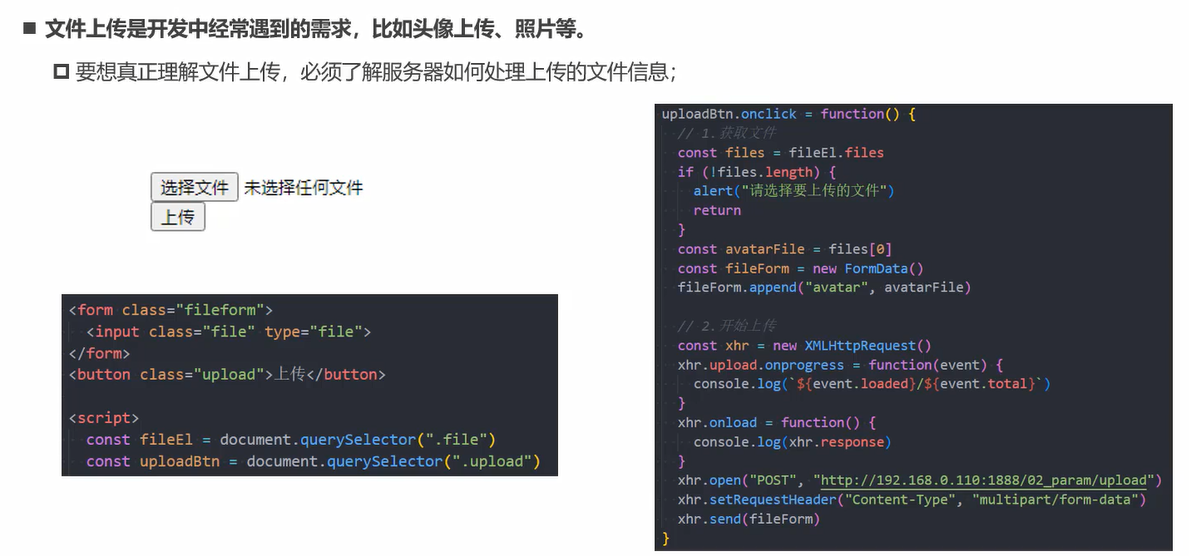 文件上传是开发中经常遇到的需求，比如头像上传、照片等。
要想真正理解文件上传，必须了解服务器如何处理上传的文件信息；
选择文件 未选择任何文件
上传
<form class="fileform">
<input class="file" type="file">
</form>
<button class="upload">上传</button>
<script>
const fileEl = document.querySelector(".file")
const uploadBtn = document.querySelector(".upload")
uploadBtn.onclick = function() {
// 1.获取文件
const files = fileEl.files
if (!files.length) {
alert("请选择要上传的文件")
return
}
const avatarFile = files[0]
const fileForm = new FormData()
fileForm.append("avatar", avatarFile)
// 2.开始上传
const xhr = new XMLHttpRequest()
xhr.upload.onprogress = function(event) {
console.log(`${event.loaded}/${event.total}`)
}
xhr.onload = function() {
console.log(xhr.response)
}
xhr.open("POST", "http://192.168.0.110:1888/02_param/upload")
xhr.setRequestHeader("Content-Type", "multipart/form-data")
xhr.send(fileForm)
}